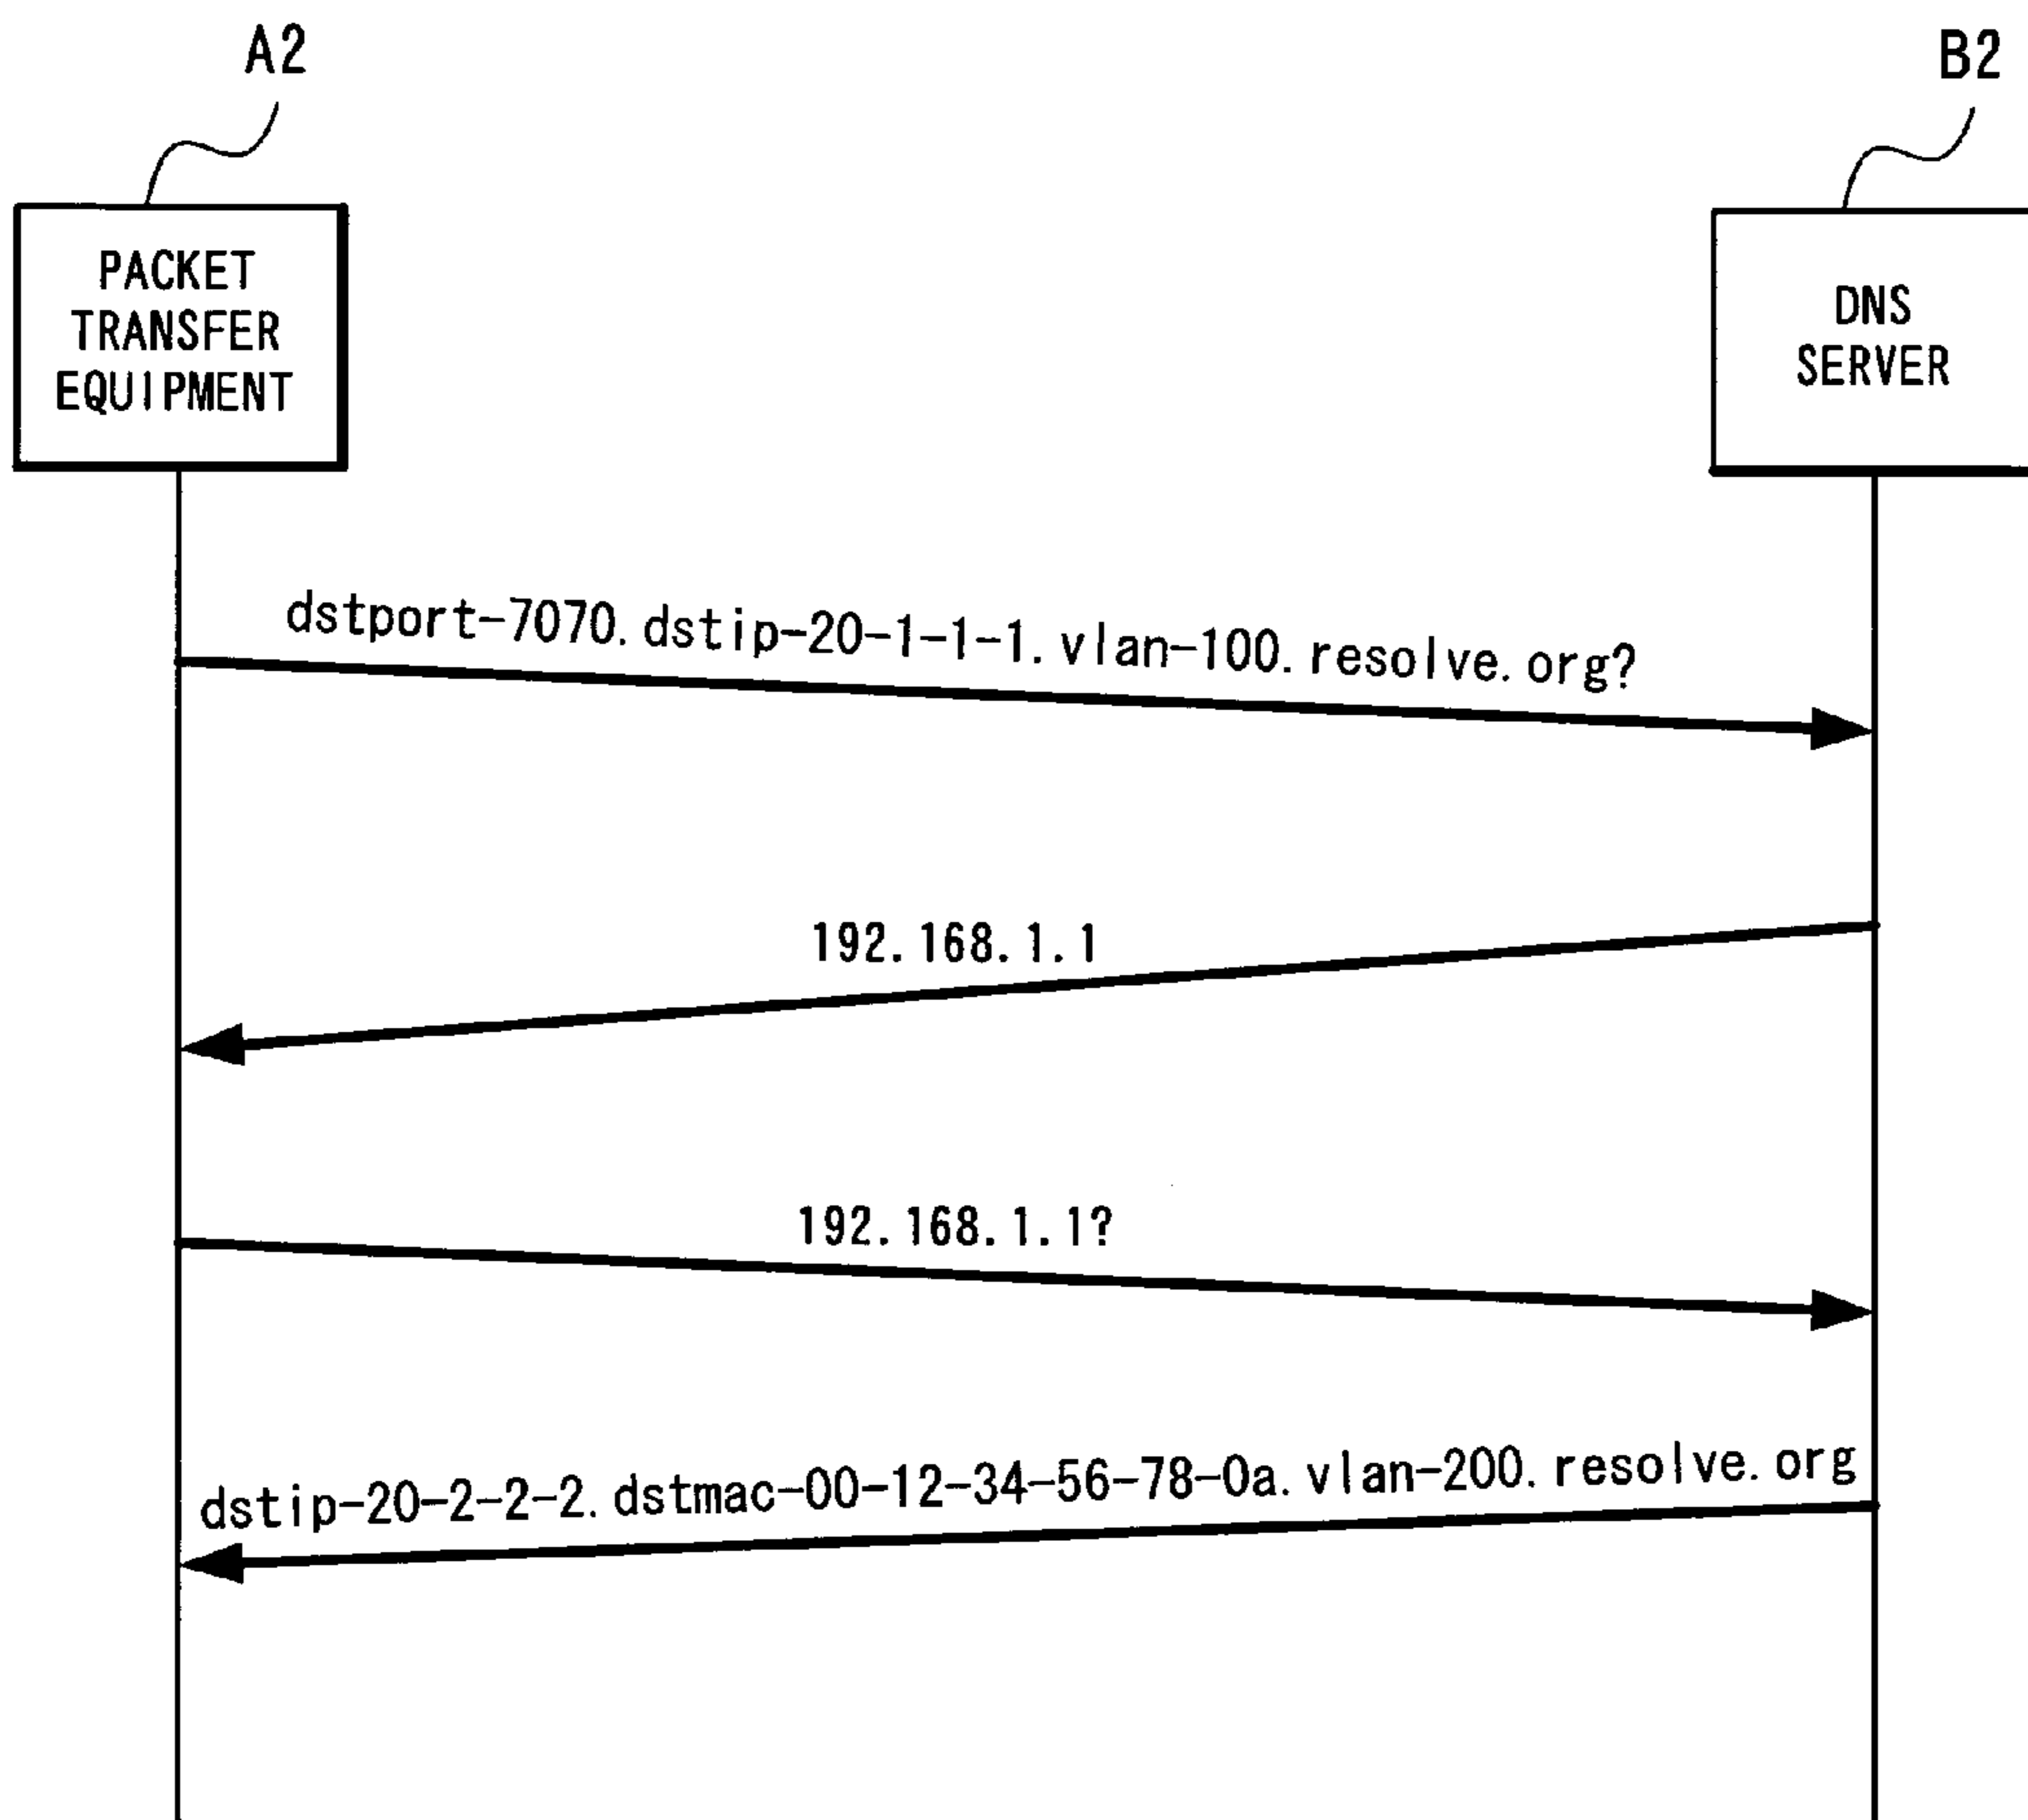 A2
B2
PACKET
TRANSFER
EQUIPMENT
DNS
SERVER
dstport-7070.dstip-20-1-1-1.vlan-100.resolve.org?
192.168.1.1
192.168.1.1?
dstip-20-2-2-2.dstmac-00-12-34-56-78-0a.vlan-200.resolve.org